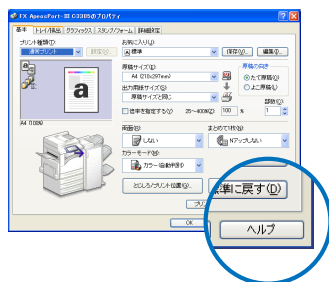 FX ApeosPort-III C3305のプロパティ
基本 トレイ/排出 グラフィックス スタンプ/フォーム 詳細設定
プリント種類(T): お気に入り(J):
通常プリント 設定(S)... 標準 保存(V)... 編集(E)...
原稿サイズ(Z): 原稿の向き
A4 (210x297mm) たて原稿(O)
出力用紙サイズ(S): よこ原稿(L)
原稿サイズと同じ 部数(C):
倍率を指定する(Y) 25～400%(Z) 100 % 1
a
A4 (100%) 両面(B): まとめて1枚(N):
しない Nアップしない
カラーモード(M):
カラー(自動判別)
とじしろ/プリント位置(G)... 標準に戻す(D)
プリン
OK ヘルプ